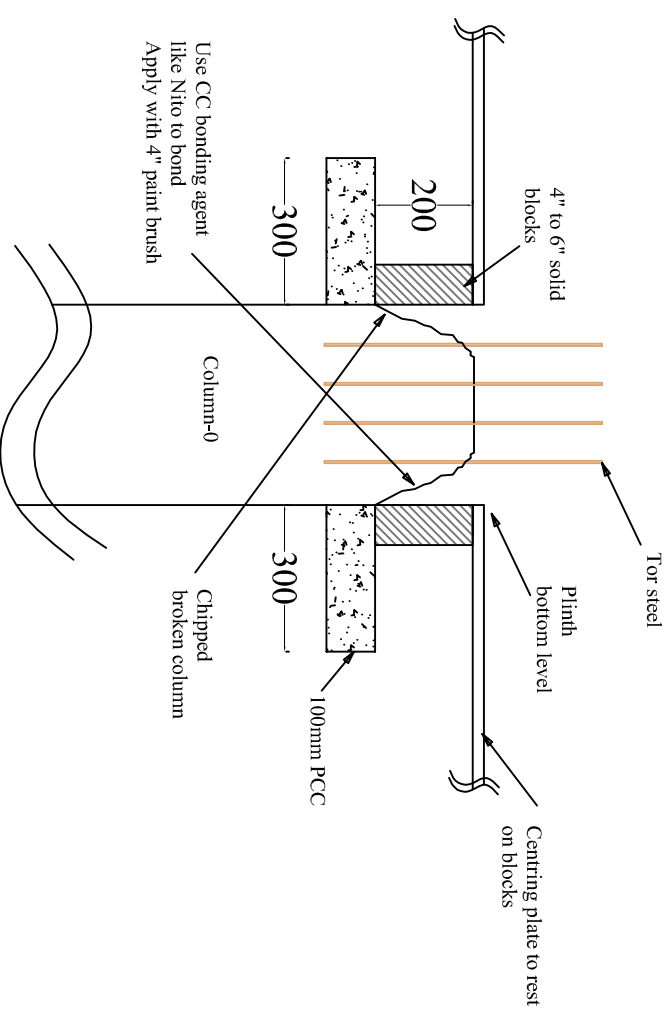 Tor steel
4" to 6" solid
blocks
Plinth
bottom level
Centring plate to rest
on blocks
200
300
300
100mm PCC
Column-0
Use CC bonding agent
like Nito to bond
Apply with 4" paint brush
Chipped
broken column